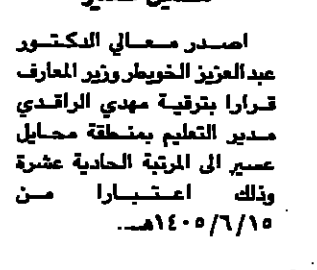 اصدر معالي الدكتور
عبدالعزيز الخويطر وزير المعارف
قرارا بترقية مهدي الراقدي
مدير التعليم بمنطقة محايل
عسير الى المرتبة الحادية عشرة
وذلك اعتبارا من
١٤٠٥/٦/١٥هـ.